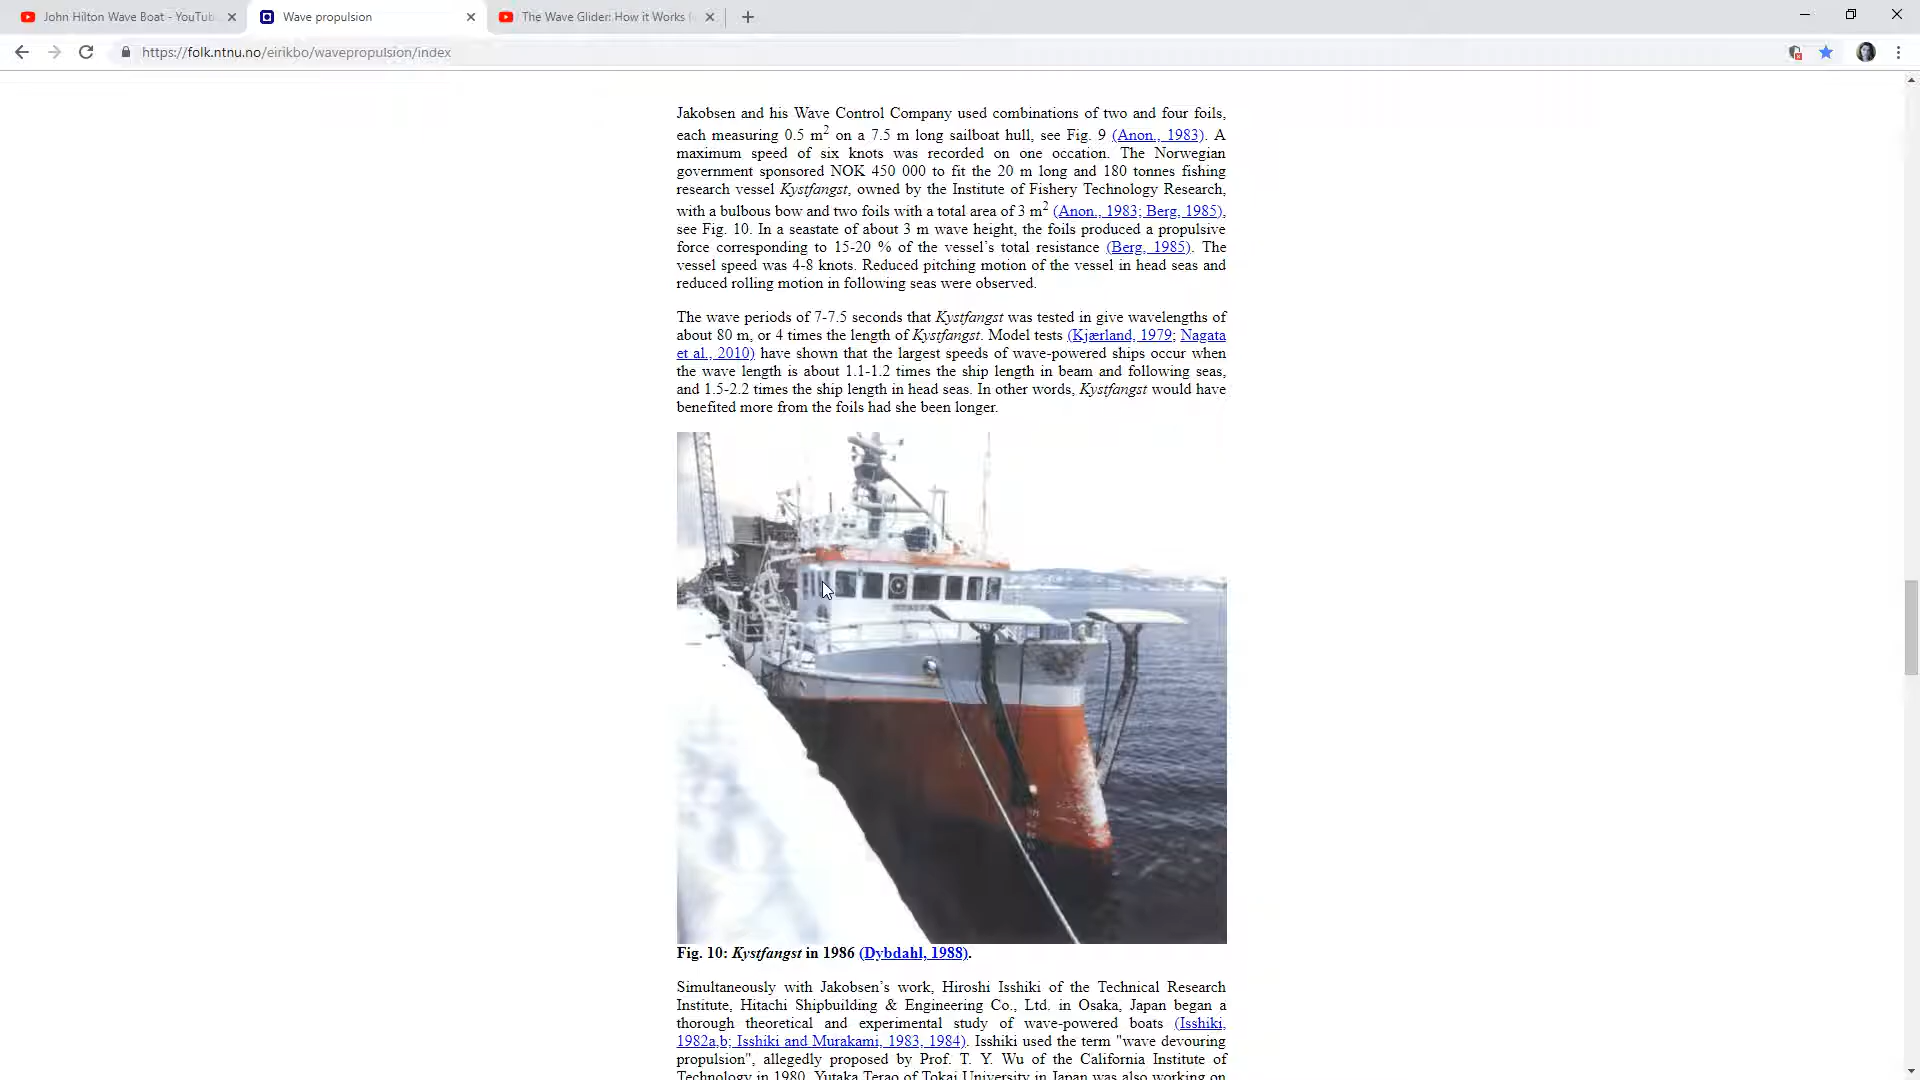 John Hilton Wave Boat - YouTub
Wave propulsion
The Wave Glider: How it Works
https://folk.ntnu.no/eirikbo/wavepropulsion/index
Jakobsen and his Wave Control Company used combinations of two and four foils,
each measuring 0.5 m² on a 7.5 m long sailboat hull, see Fig. 9 (Anon., 1983). A
maximum speed of six knots was recorded on one occation. The Norwegian
government sponsored NOK 450 000 to fit the 20 m long and 180 tonnes fishing
research vessel Kystfangst, owned by the Institute of Fishery Technology Research,
with a bulbous bow and two foils with a total area of 3 m² (Anon., 1983; Berg, 1985),
see Fig. 10. In a seastate of about 3 m wave height, the foils produced a propulsive
force corresponding to 15-20 % of the vessel's total resistance (Berg, 1985). The
vessel speed was 4-8 knots. Reduced pitching motion of the vessel in head seas and
reduced rolling motion in following seas were observed.
The wave periods of 7-7.5 seconds that Kystfangst was tested in give wavelengths of
about 80 m, or 4 times the length of Kystfangst. Model tests (Kjærland, 1979; Nagata
et al., 2010) have shown that the largest speeds of wave-powered ships occur when
the wave length is about 1.1-1.2 times the ship length in beam and following seas,
and 1.5-2.2 times the ship length in head seas. In other words, Kystfangst would have
benefited more from the foils had she been longer.
Fig. 10: Kystfangst in 1986 (Dybdahl, 1988).
Simultaneously with Jakobsen's work, Hiroshi Isshiki of the Technical Research
Institute, Hitachi Shipbuilding & Engineering Co., Ltd. in Osaka, Japan began a
thorough theoretical and experimental study of wave-powered boats (Isshiki,
1982a,b; Isshiki and Murakami, 1983, 1984). Isshiki used the term "wave devouring
propulsion", allegedly proposed by Prof. T. Y. Wu of the California Institute of
Technology in 1980. Yutaka Terao of Tokai University in Japan was also working on